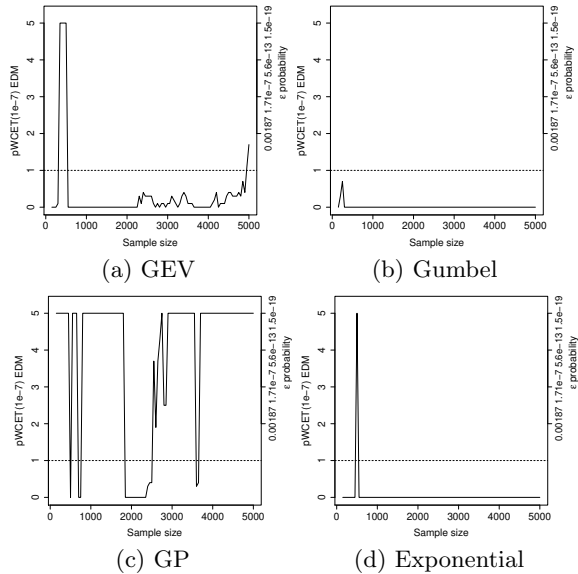 5
4
3
2
1
0
pWCET(1e-7) EDM
0 1000 2000 3000 4000 5000
Sample size
0.00187 1.71e-7 5.6e-13 1.5e-19
ε probability
(a) GEV
5
4
3
2
1
0
pWCET(1e-7) EDM
0 1000 2000 3000 4000 5000
Sample size
0.00187 1.71e-7 5.6e-13 1.5e-19
ε probability
(b) Gumbel
5
4
3
2
1
0
pWCET(1e-7) EDM
0 1000 2000 3000 4000 5000
Sample size
0.00187 1.71e-7 5.6e-13 1.5e-19
ε probability
(c) GP
5
4
3
2
1
0
pWCET(1e-7) EDM
0 1000 2000 3000 4000 5000
Sample size
0.00187 1.71e-7 5.6e-13 1.5e-19
ε probability
(d) Exponential